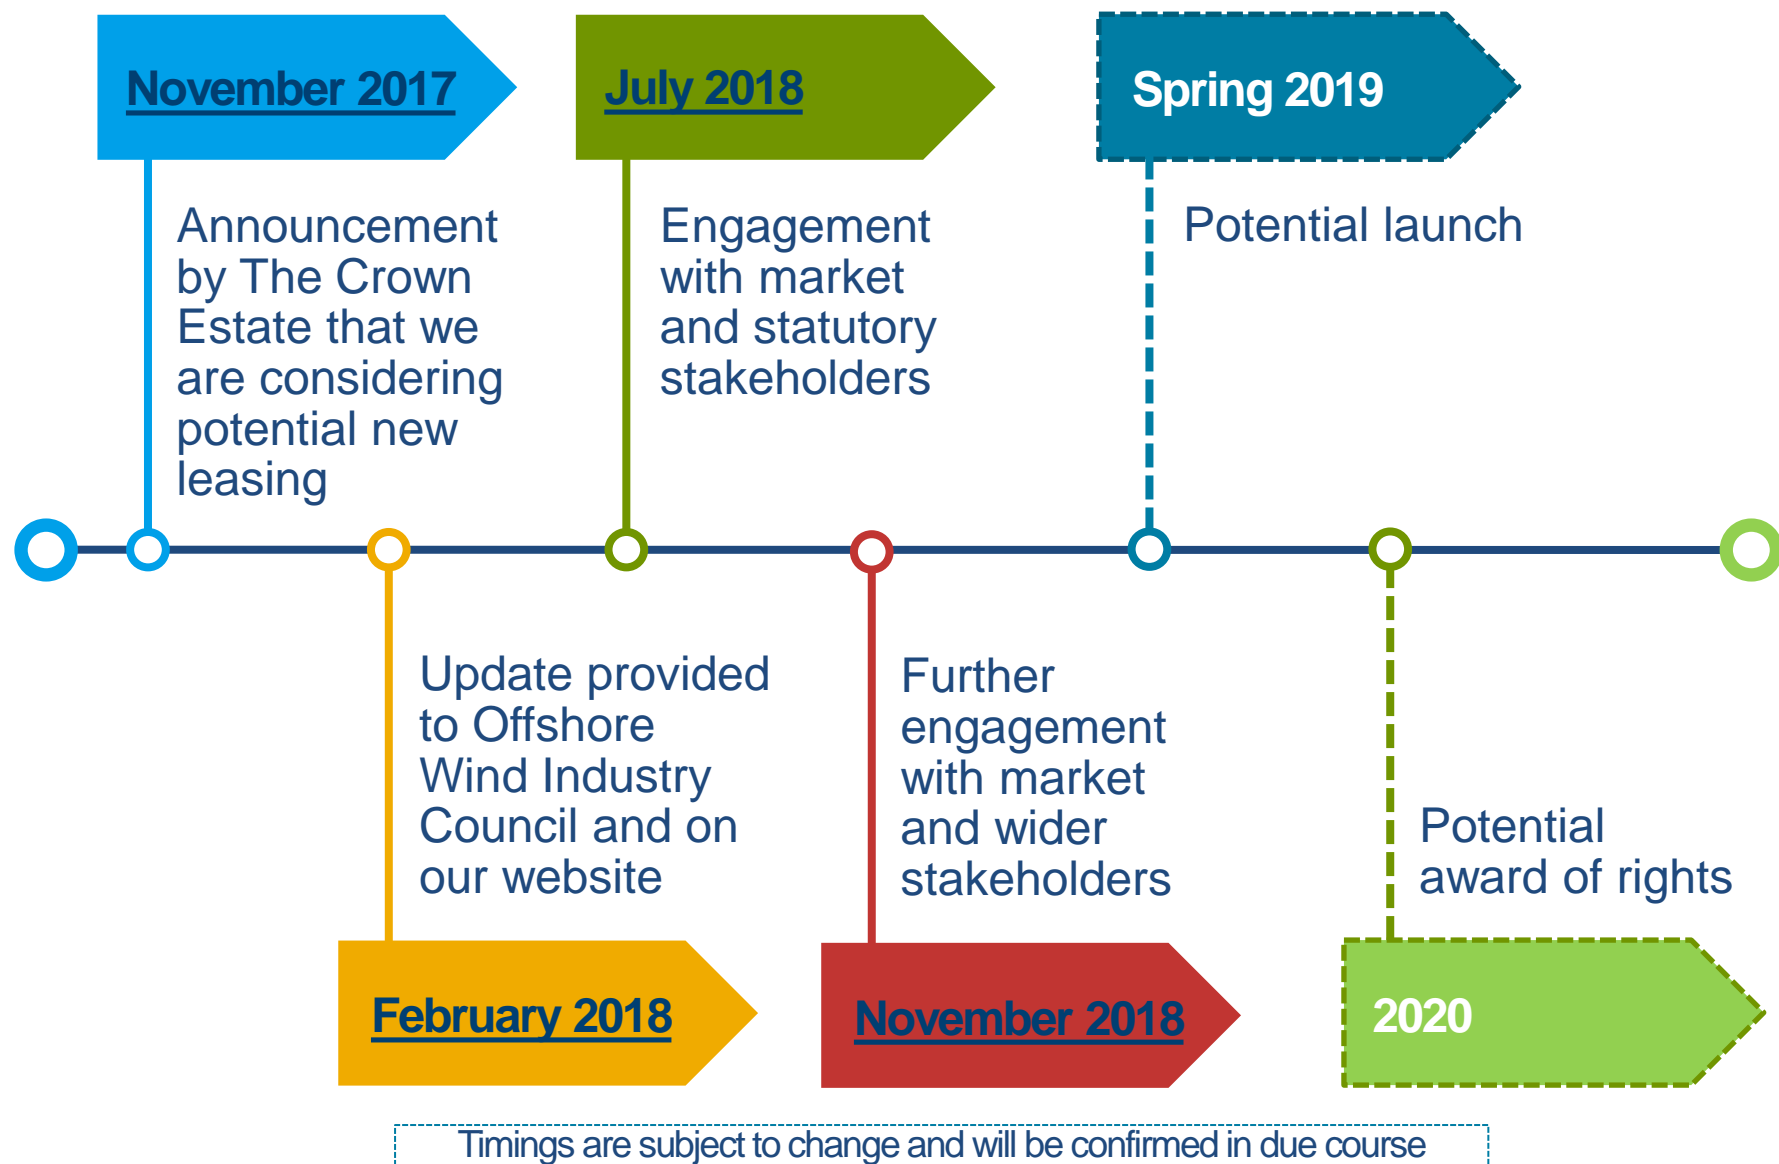 November 2017
Announcement
by The Crown
Estate that we
are considering
potential new
leasing
February 2018
Update provided
to Offshore
Wind Industry
Council and on
our website
July 2018
Engagement
with market
and statutory
stakeholders
November 2018
Further
engagement
with market
and wider
stakeholders
Spring 2019
Potential launch
2020
Potential
award of rights
Timings are subject to change and will be confirmed in due course